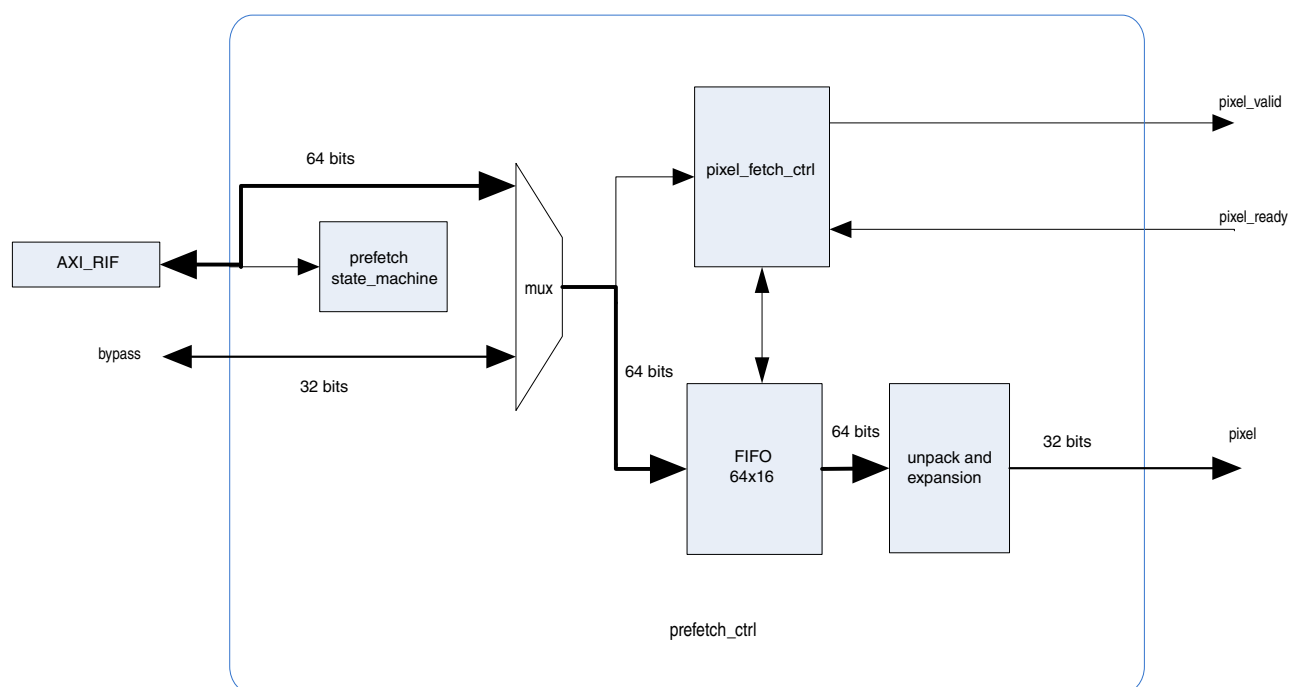 pixel_valid
64 bits
pixel_fetch_ctrl
pixel_ready
AXI_RIF
prefetch
state_machine
mux
bypass
32 bits
64 bits
FIFO
64x16
64 bits
unpack and
expansion
32 bits
pixel
prefetch_ctrl